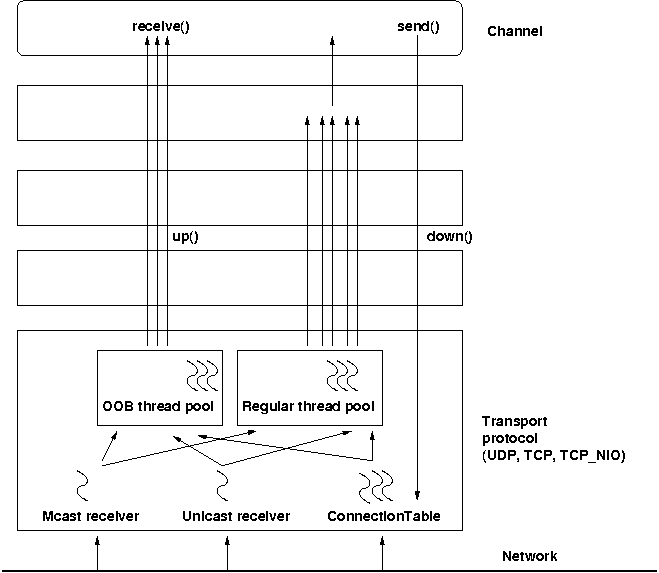 receive()
send()
Channel
up()
down()
OOB thread pool
Regular thread pool
Transport
protocol
(UDP, TCP, TCP_NIO)
Mcast receiver
Unicast receiver
ConnectionTable
Network